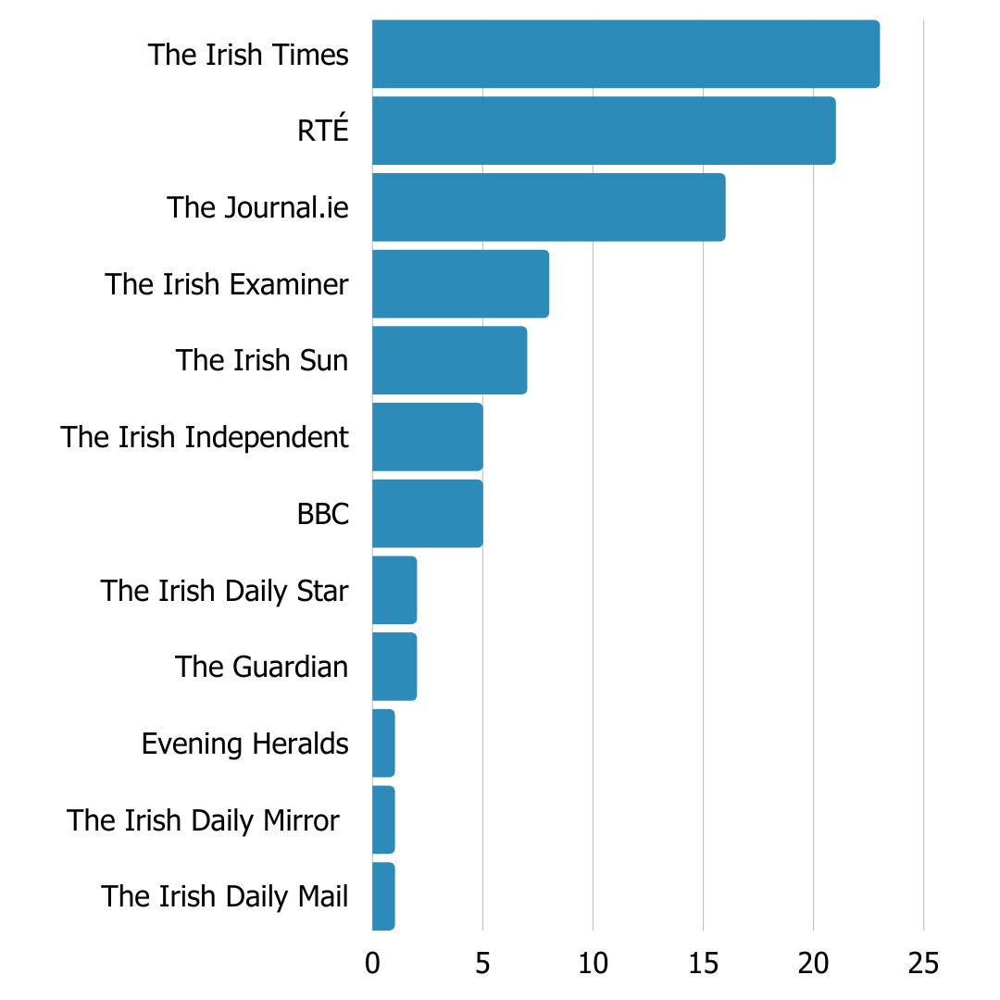 The Irish Times
RTÉ
The Journal.ie
The Irish Examiner
The Irish Sun
The Irish Independent
BBC
The Irish Daily Star
The Guardian
Evening Heralds
The Irish Daily Mirror
The Irish Daily Mail
0 5 10 15 20 25